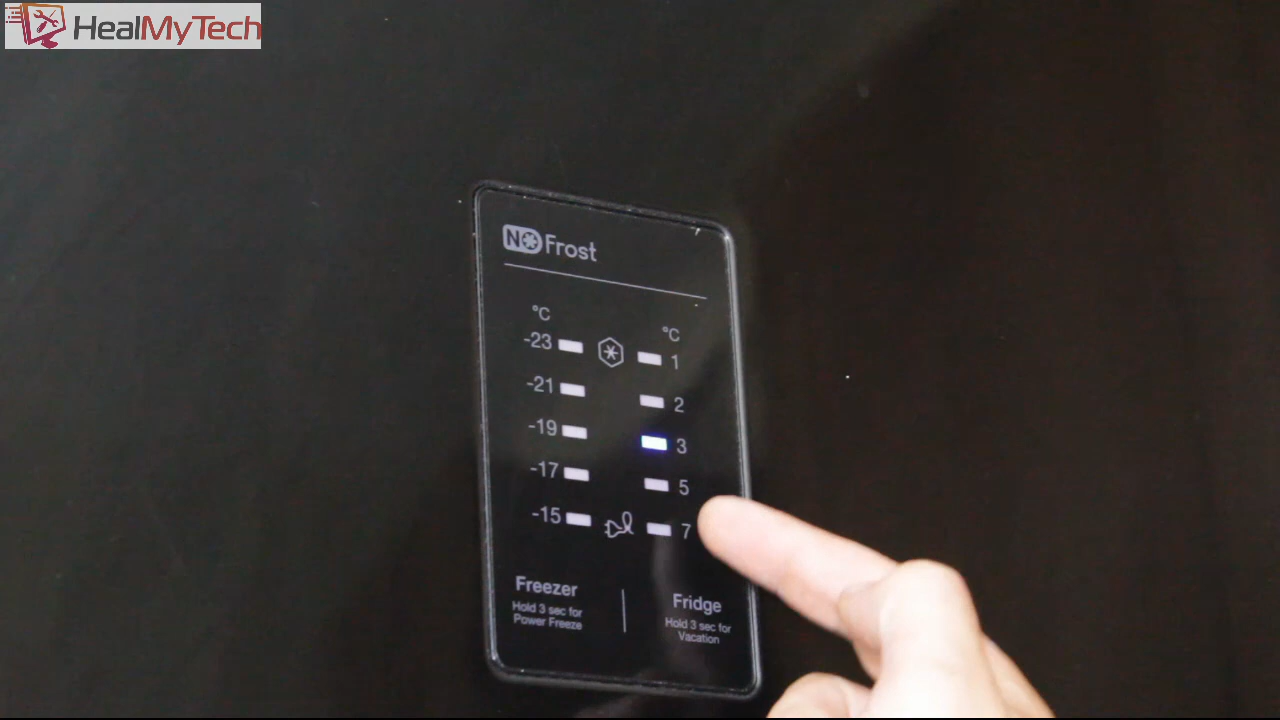 HealMyTech
NO Frost
°C
°C
-23
1
-21
2
-19
3
-17
5
-15
7
Freezer
Hold 3 sec for
Power Freeze
Fridge
Hold 3 sec for
Vacation